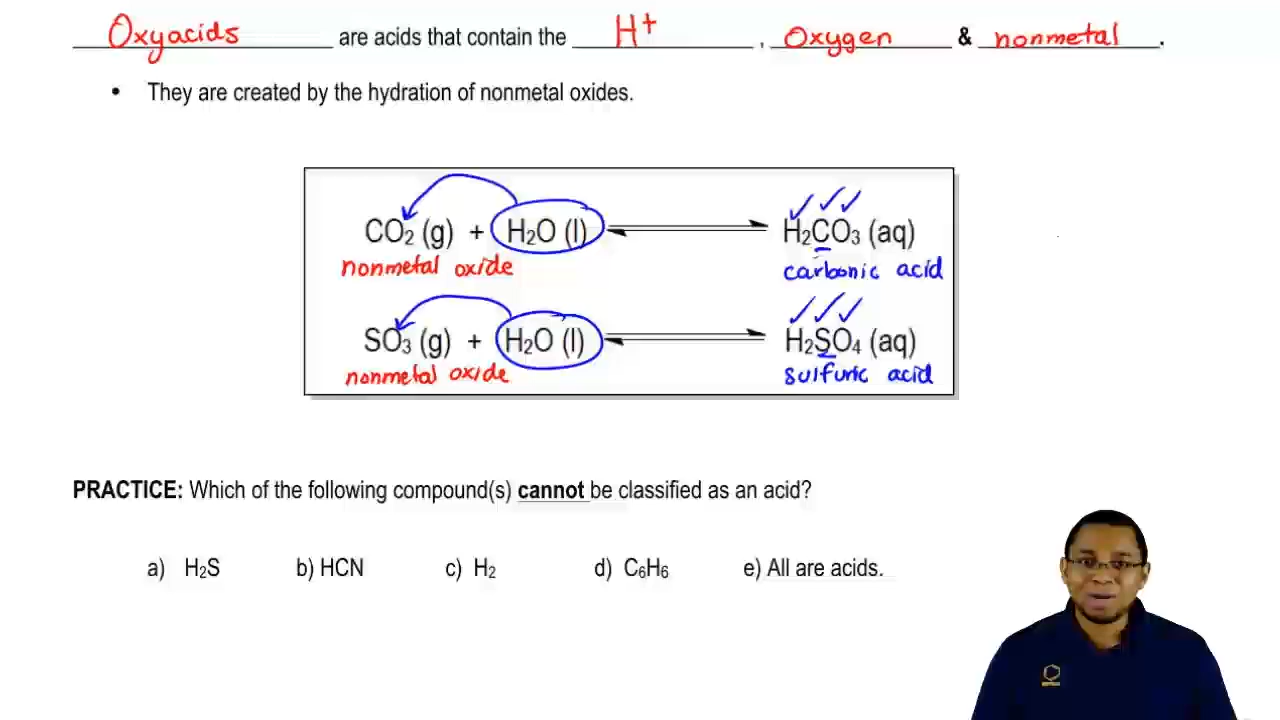 Oxyacids are acids that contain the H⁺, Oxygen & nonmetal.
• They are created by the hydration of nonmetal oxides.
CO₂ (g) + H₂O (l) ⇌ H₂CO₃ (aq)
nonmetal oxide carbonic acid
SO₃ (g) + H₂O (l) ⇌ H₂SO₄ (aq)
nonmetal oxide sulfuric acid
PRACTICE: Which of the following compound(s) cannot be classified as an acid?
a) H₂S b) HCN c) H₂ d) C₆H₆ e) All are acids.